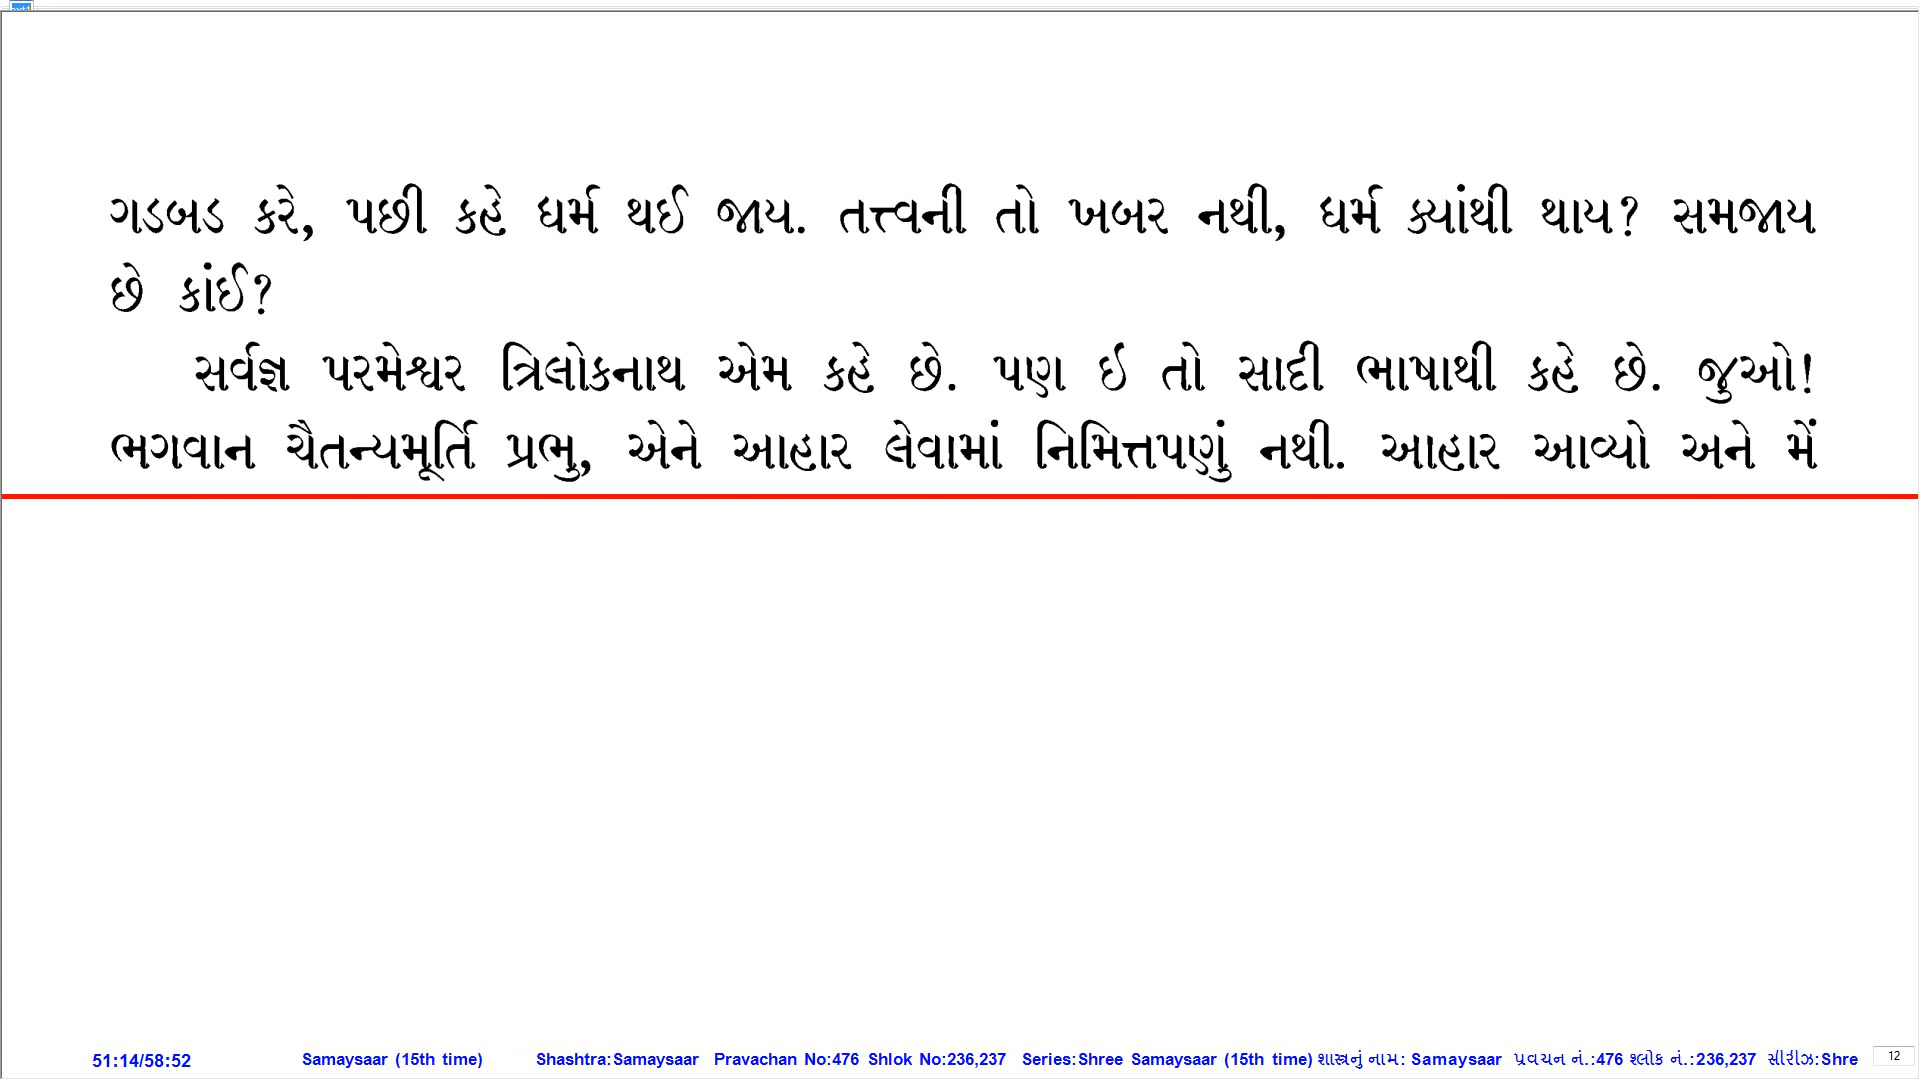 ગડબડ કરે, પછી કહે ધર્મ થઈ જાય. તત્ત્વની તો ખબર નથી, ધર્મ ક્યાંથી થાય? સમજાય
છે કાંઈ?
સર્વજ્ઞ પરમેશ્વર ત્રિલોકનાથ એમ કહે છે. પણ ઈ તો સાદી ભાષાથી કહે છે. જુઓ!
ભગવાન ચૈતન્યમૂર્તિ પ્રભુ, એને આહાર લેવામાં નિમિત્તપણું નથી. આહાર આવ્યો અને મેં
51:14/58:52 Samaysaar (15th time) Shashtra:Samaysaar Pravachan No:476 Shlok No:236,237 Series:Shree Samaysaar (15th time) શાસ્ત્રનું નામ: Samaysaar પ્રવચન નં.:476 શ્લોક નં.:236,237 સીરીઝ:Shre 12